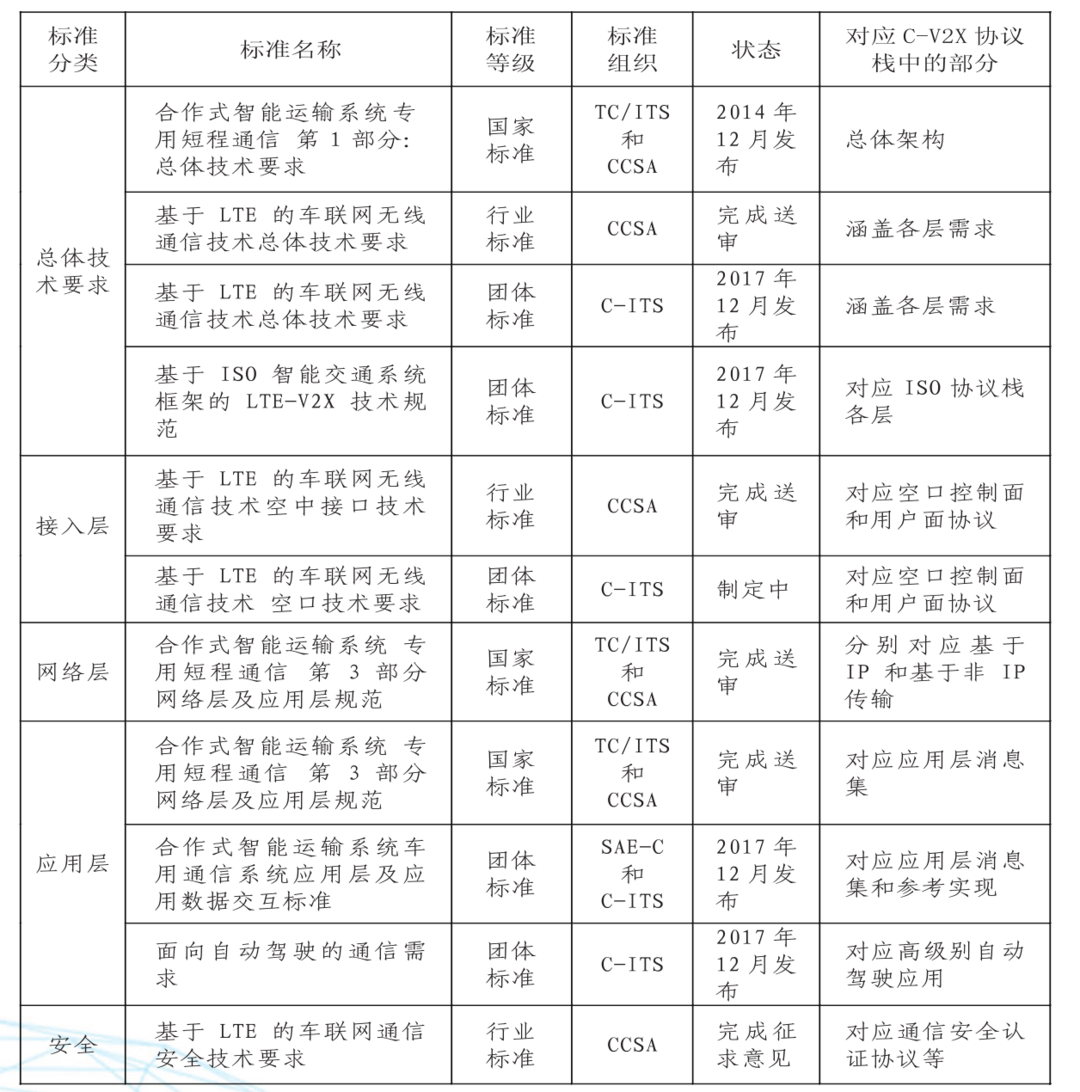 标准
分类
标准名称
标准
等级
标准
组织
状态
对应 C-V2X 协议
栈中的部分
总体技
术要求
合作式智能运输系统专
用短程通信 第 1 部分:
总体技术要求
国家
标准
TC/ITS
和
CCSA
2014 年
12 月发
布
总体架构
基于 LTE 的车联网无线
通信技术总体技术要求
行业
标准
CCSA
完成送
审
涵盖各层需求
基于 LTE 的车联网无线
通信技术总体技术要求
团体
标准
C-ITS
2017 年
12 月发
布
涵盖各层需求
基于 ISO 智能交通系统
框架的 LTE-V2X 技术规
范
团体
标准
C-ITS
2017 年
12 月发
布
对应 ISO 协议栈
各层
接入层
基于 LTE 的车联网无线
通信技术空中接口技术
要求
行业
标准
CCSA
完成送
审
对应空口控制面
和用户面协议
基于 LTE 的车联网无线
通信技术 空口技术要求
团体
标准
C-ITS
制定中
对应空口控制面
和用户面协议
网络层
合作式智能运输系统 专
用短程通信 第 3 部分
网络层及应用层规范
国家
标准
TC/ITS
和
CCSA
完成送
审
分别对应基于
IP 和基于非 IP
传输
应用层
合作式智能运输系统 专
用短程通信 第 3 部分
网络层及应用层规范
国家
标准
TC/ITS
和
CCSA
完成送
审
对应应用层消息
集
合作式智能运输系统车
用通信系统应用层及应
用数据交互标准
团体
标准
SAE-C
和
C-ITS
2017 年
12 月发
布
对应应用层消息
集和参考实现
面向自动驾驶的通信需
求
团体
标准
C-ITS
2017 年
12 月发
布
对应高级别自动
驾驶应用
安全
基于 LTE 的车联网通信
安全技术要求
行业
标准
CCSA
完成征
求意见
对应通信安全认
证协议等